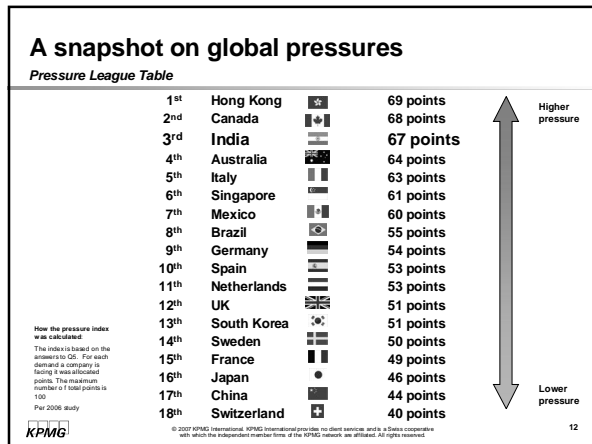 A snapshot on global pressures
Pressure League Table
1st Hong Kong 69 points
2nd Canada 68 points
3rd India 67 points
4th Australia 64 points
5th Italy 63 points
6th Singapore 61 points
7th Mexico 60 points
8th Brazil 55 points
9th Germany 54 points
10th Spain 53 points
11th Netherlands 53 points
12th UK 51 points
13th South Korea 51 points
14th Sweden 50 points
15th France 49 points
16th Japan 46 points
17th China 44 points
18th Switzerland 40 points
Higher
pressure
Lower
pressure
How the pressure index
was calculated:
The index is based on the
answers to Q5. For each
demand a company is
facing it was allocated
points. The maximum
number of total points is
100
Per 2006 study
KPMG
© 2007 KPMG International. KPMG International provides no client services and is a Swiss cooperative
with which the independent member firms of the KPMG network are affiliated. All rights reserved.
12